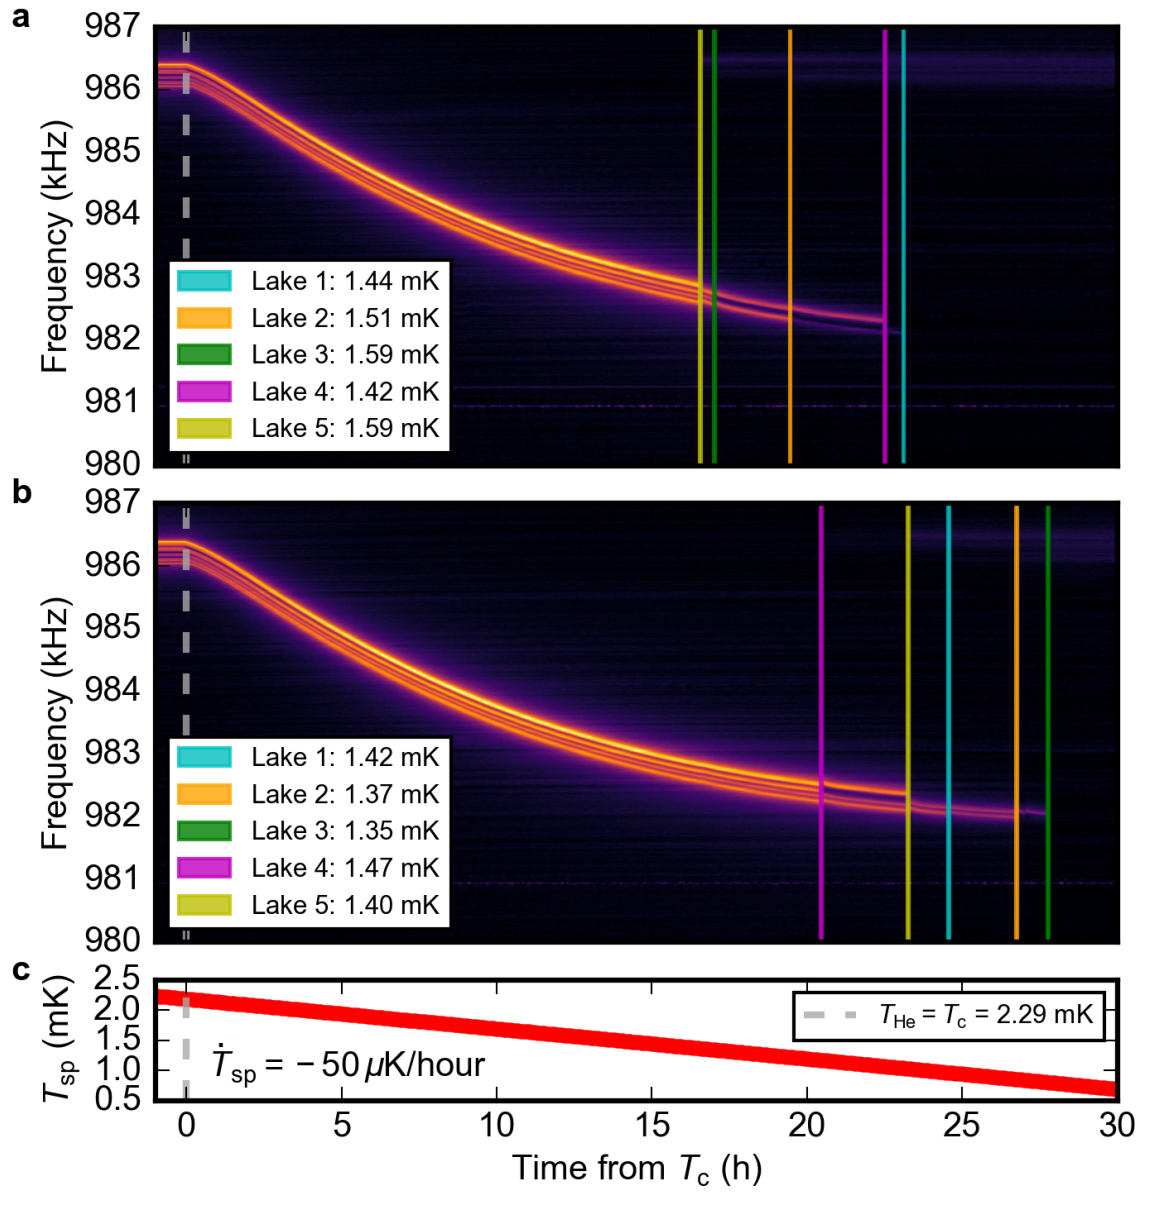 a
987
986
985
984
983
982
981
980
Frequency (kHz)
Lake 1: 1.44 mK
Lake 2: 1.51 mK
Lake 3: 1.59 mK
Lake 4: 1.42 mK
Lake 5: 1.59 mK
b
987
986
985
984
983
982
981
980
Frequency (kHz)
Lake 1: 1.42 mK
Lake 2: 1.37 mK
Lake 3: 1.35 mK
Lake 4: 1.47 mK
Lake 5: 1.40 mK
c
2.5
2.0
1.5
1.0
0.5
Tsp (mK)
THe = Tc = 2.29 mK
Ṫsp = − 50 μK/hour
0 5 10 15 20 25 30
Time from Tc (h)